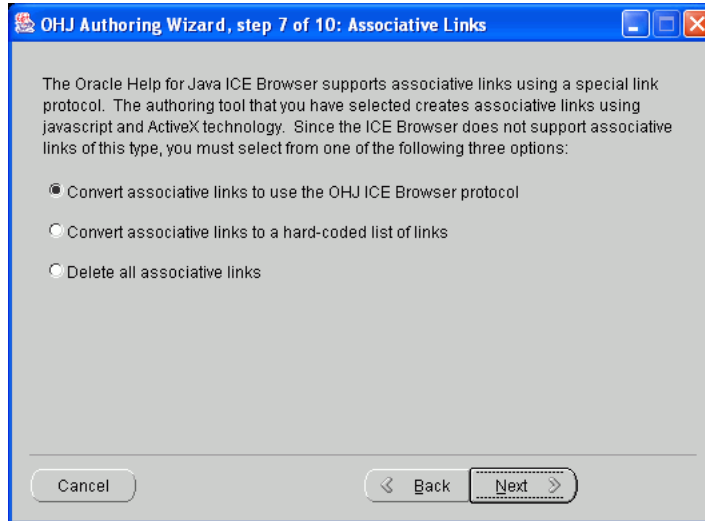 OHJ Authoring Wizard, step 7 of 10: Associative Links
The Oracle Help for Java ICE Browser supports associative links using a special link
protocol. The authoring tool that you have selected creates associative links using
javascript and ActiveX technology. Since the ICE Browser does not support associative
links of this type, you must select from one of the following three options:
Convert associative links to use the OHJ ICE Browser protocol
Convert associative links to a hard-coded list of links
Delete all associative links
Cancel
Back
Next